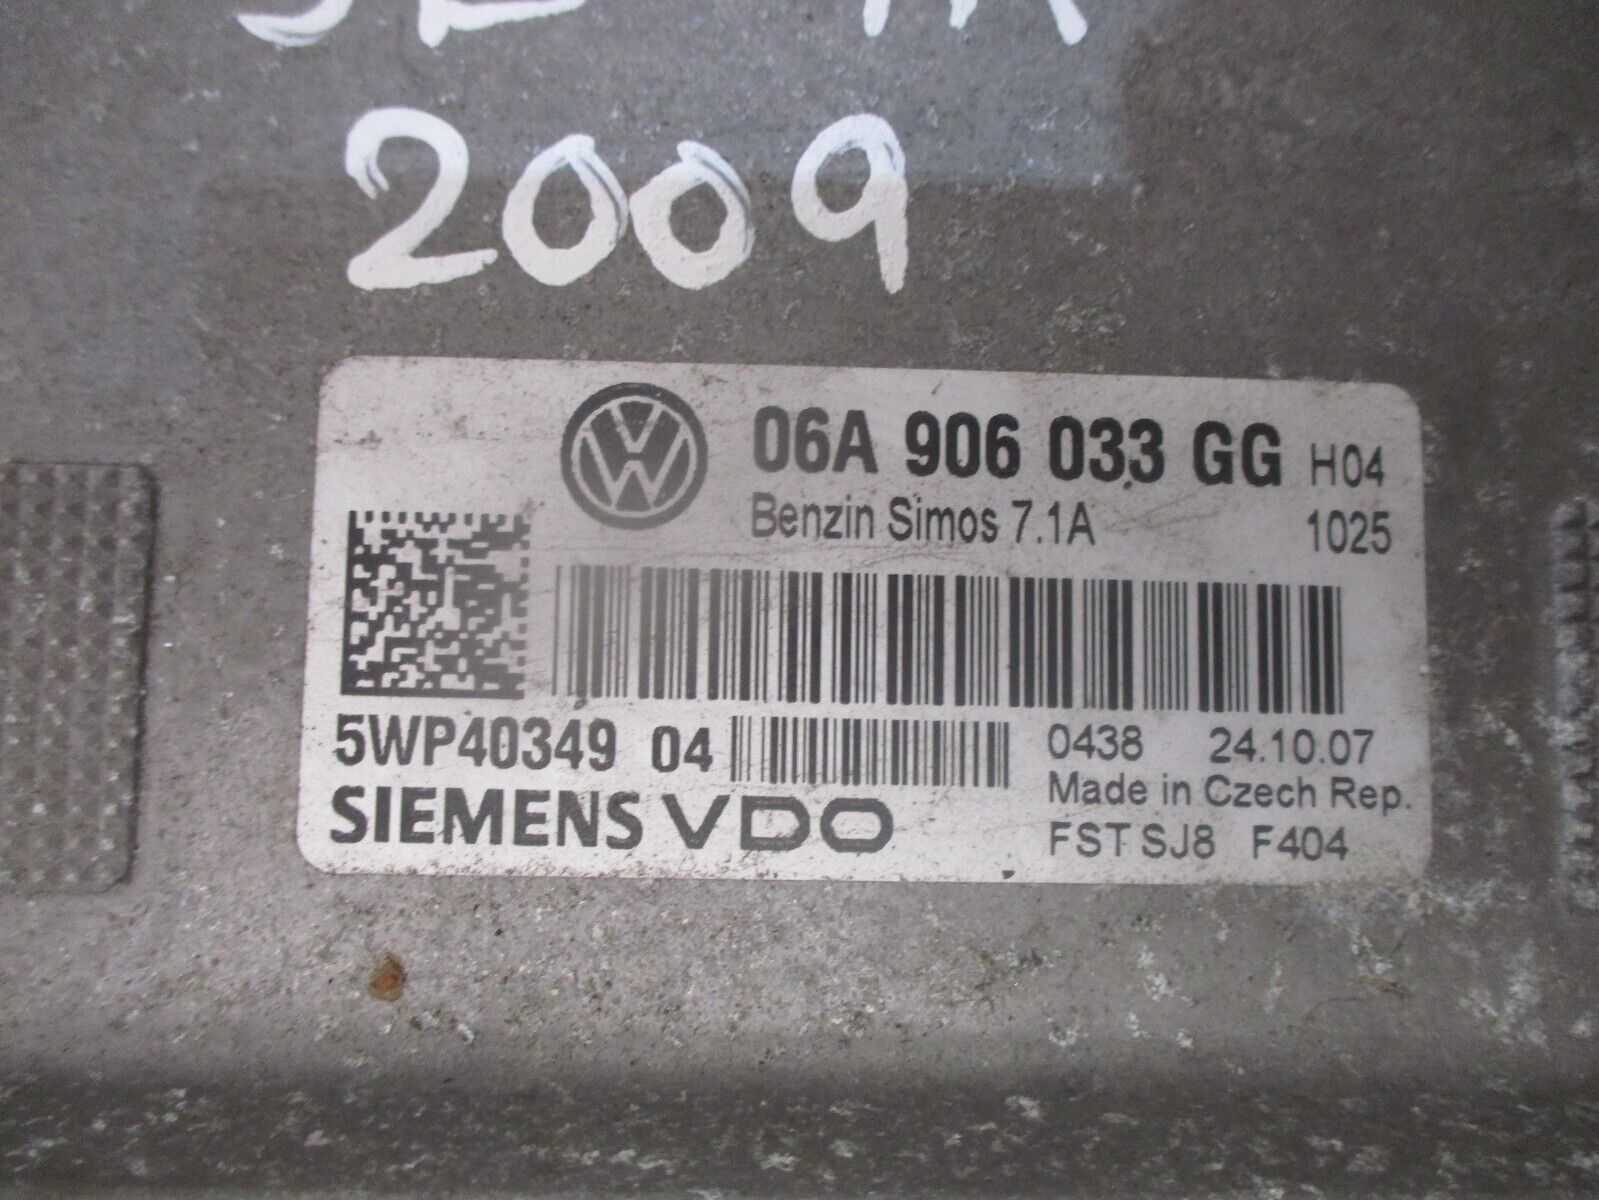 2009
06A 906 033 GG H04
Benzin Simos 7.1A 1025
5WP40349 04 0438 24.10.07
Made in Czech Rep.
SIEMENS VDO FST SJ8 F404